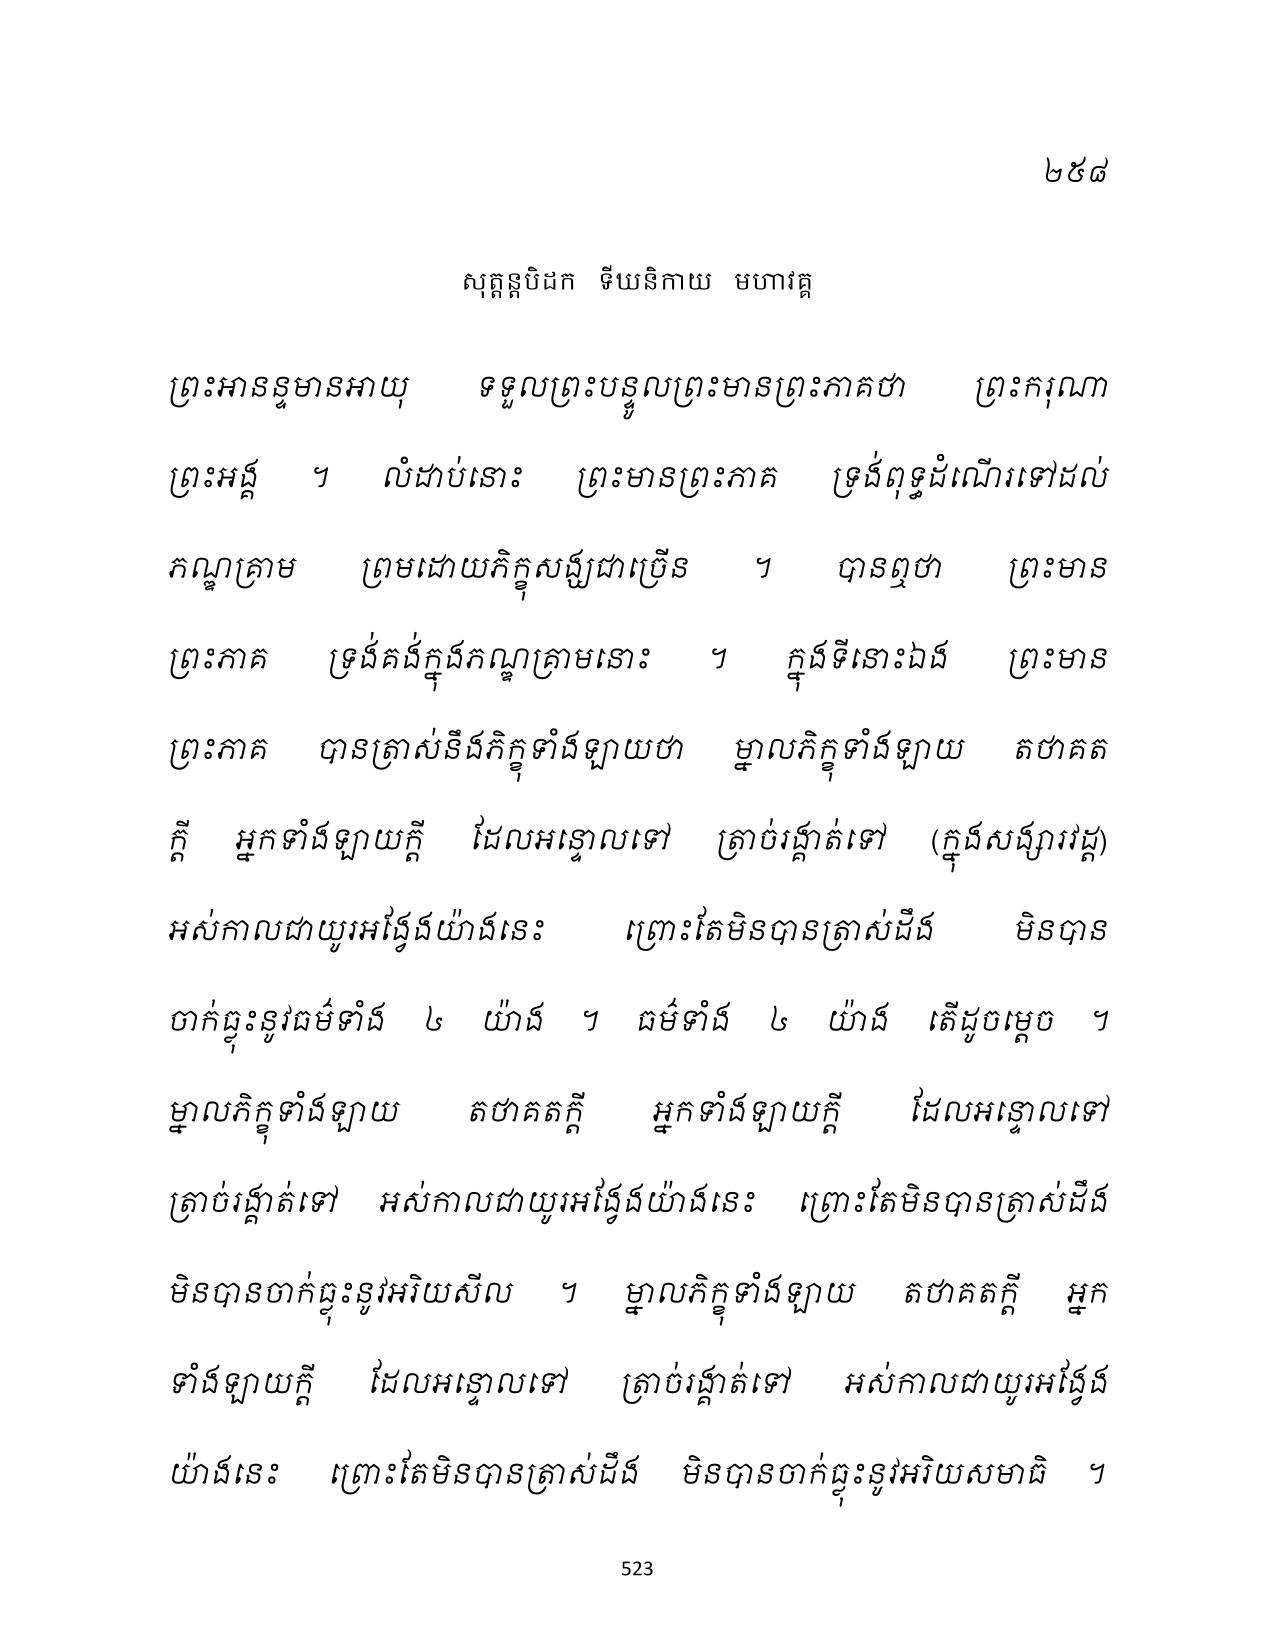 ២៥៨
សុត្តន្តបិដក ទីឃនិកាយ មហាវគ្គ
ព្រះអានន្ទមានអាយុ ទទួលព្រះបន្ទូលព្រះមានព្រះភាគថា ព្រះករុណា
ព្រះអង្គ ។ លំដាប់នោះ ព្រះមានព្រះភាគ ទ្រង់ពុទ្ធដំណើរទៅដល់
ភណ្ឌគ្រាម ព្រមដោយភិក្ខុសង្ឃជាច្រើន ។ បានឮថា ព្រះមាន
ព្រះភាគ ទ្រង់គង់ក្នុងភណ្ឌគ្រាមនោះ ។ ក្នុងទីនោះឯង ព្រះមាន
ព្រះភាគ បានត្រាស់នឹងភិក្ខុទាំងឡាយថា ម្នាលភិក្ខុទាំងឡាយ តថាគត
ក្តី អ្នកទាំងឡាយក្តី ដែលអន្ទោលទៅ ត្រាច់រង្គាត់ទៅ (ក្នុងសង្សារវដ្ត)
អស់កាលជាយូរអង្វែងយ៉ាងនេះ ព្រោះតែមិនបានត្រាស់ដឹង មិនបាន
ចាក់ធ្លុះនូវធម៌ទាំង ៤ យ៉ាង ។ ធម៌ទាំង ៤ យ៉ាង តើដូចម្តេច ។
ម្នាលភិក្ខុទាំងឡាយ តថាគតក្តី អ្នកទាំងឡាយក្តី ដែលអន្ទោលទៅ
ត្រាច់រង្គាត់ទៅ អស់កាលជាយូរអង្វែងយ៉ាងនេះ ព្រោះតែមិនបានត្រាស់ដឹង
មិនបានចាក់ធ្លុះនូវអរិយសីល ។ ម្នាលភិក្ខុទាំងឡាយ តថាគតក្តី អ្នក
ទាំងឡាយក្តី ដែលអន្ទោលទៅ ត្រាច់រង្គាត់ទៅ អស់កាលជាយូរអង្វែង
យ៉ាងនេះ ព្រោះតែមិនបានត្រាស់ដឹង មិនបានចាក់ធ្លុះនូវអរិយសមាធិ ។
523